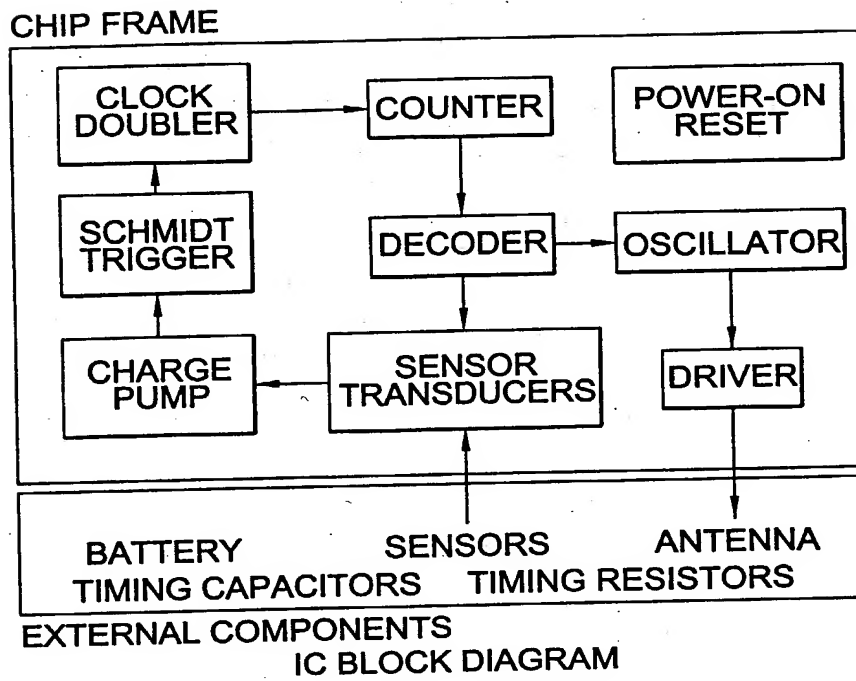 CHIP FRAME
CLOCK
DOUBLER
COUNTER
POWER-ON
RESET
SCHMIDT
TRIGGER
DECODER
OSCILLATOR
CHARGE
PUMP
SENSOR
TRANSDUCERS
DRIVER
BATTERY SENSORS ANTENNA
TIMING CAPACITORS TIMING RESISTORS
EXTERNAL COMPONENTS
IC BLOCK DIAGRAM